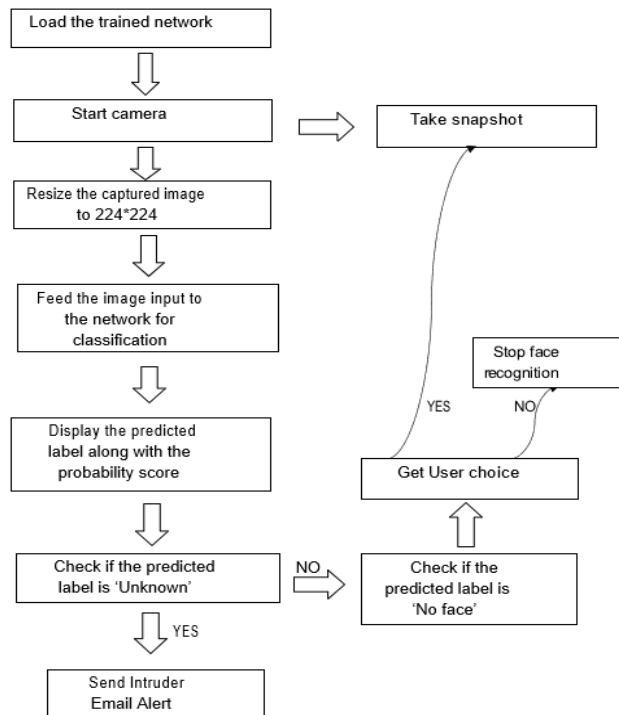 Load the trained network
Start camera
Take snapshot
Resize the captured image
to 224*224
Feed the image input to
the network for
classification
Stop face
recognition
YES
NO
Display the predicted
label along with the
probability score
Get User choice
Check if the predicted
label is ‘Unknown’
NO
Check if the
predicted label is
‘No face’
YES
Send Intruder
Email Alert